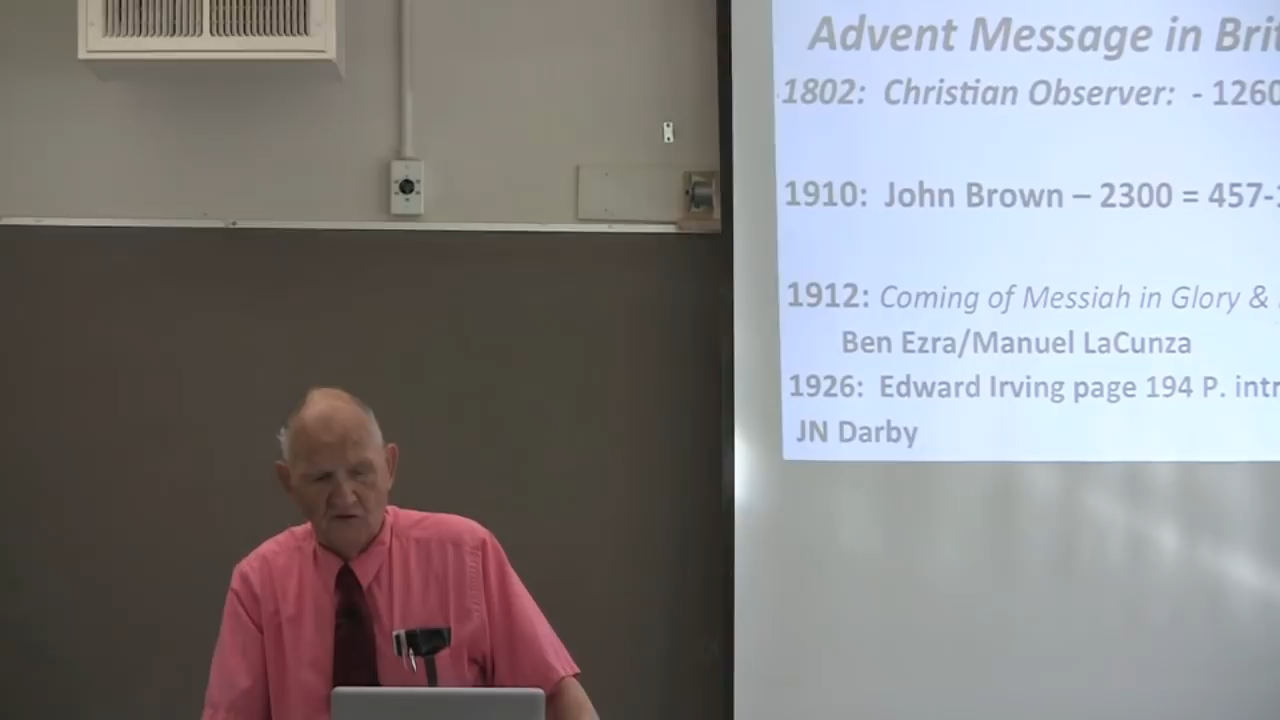 Advent Message in Brit
1802: Christian Observer: - 1260
1910: John Brown – 2300 = 457-
1912: Coming of Messiah in Glory &
Ben Ezra/Manuel LaCunza
1926: Edward Irving page 194 P. intr
JN Darby